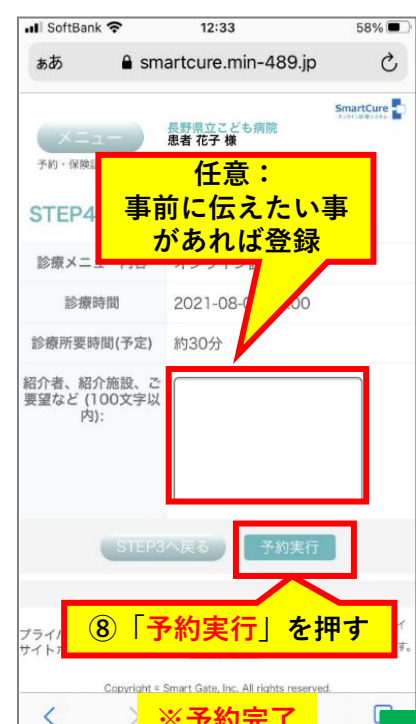 SoftBank 12:33 58%
ぁあ smartcure.min-489.jp
SmartCure
メニュー
長野県立こども病院
患者 花子 様
予約・保険
任意：
事前に伝えたい事
があれば登録
STEP4
診療メニュー内容
診療時間 2021-08-0 :00
診療所要時間(予定) 約30分
紹介者、紹介施設、ご
要望など (100文字以
内):
STEP3へ戻る 予約実行
⑧「予約実行」を押す
プライ
サイト
す。
Copyright © Smart Gate, Inc. All rights reserved.
※予約完了